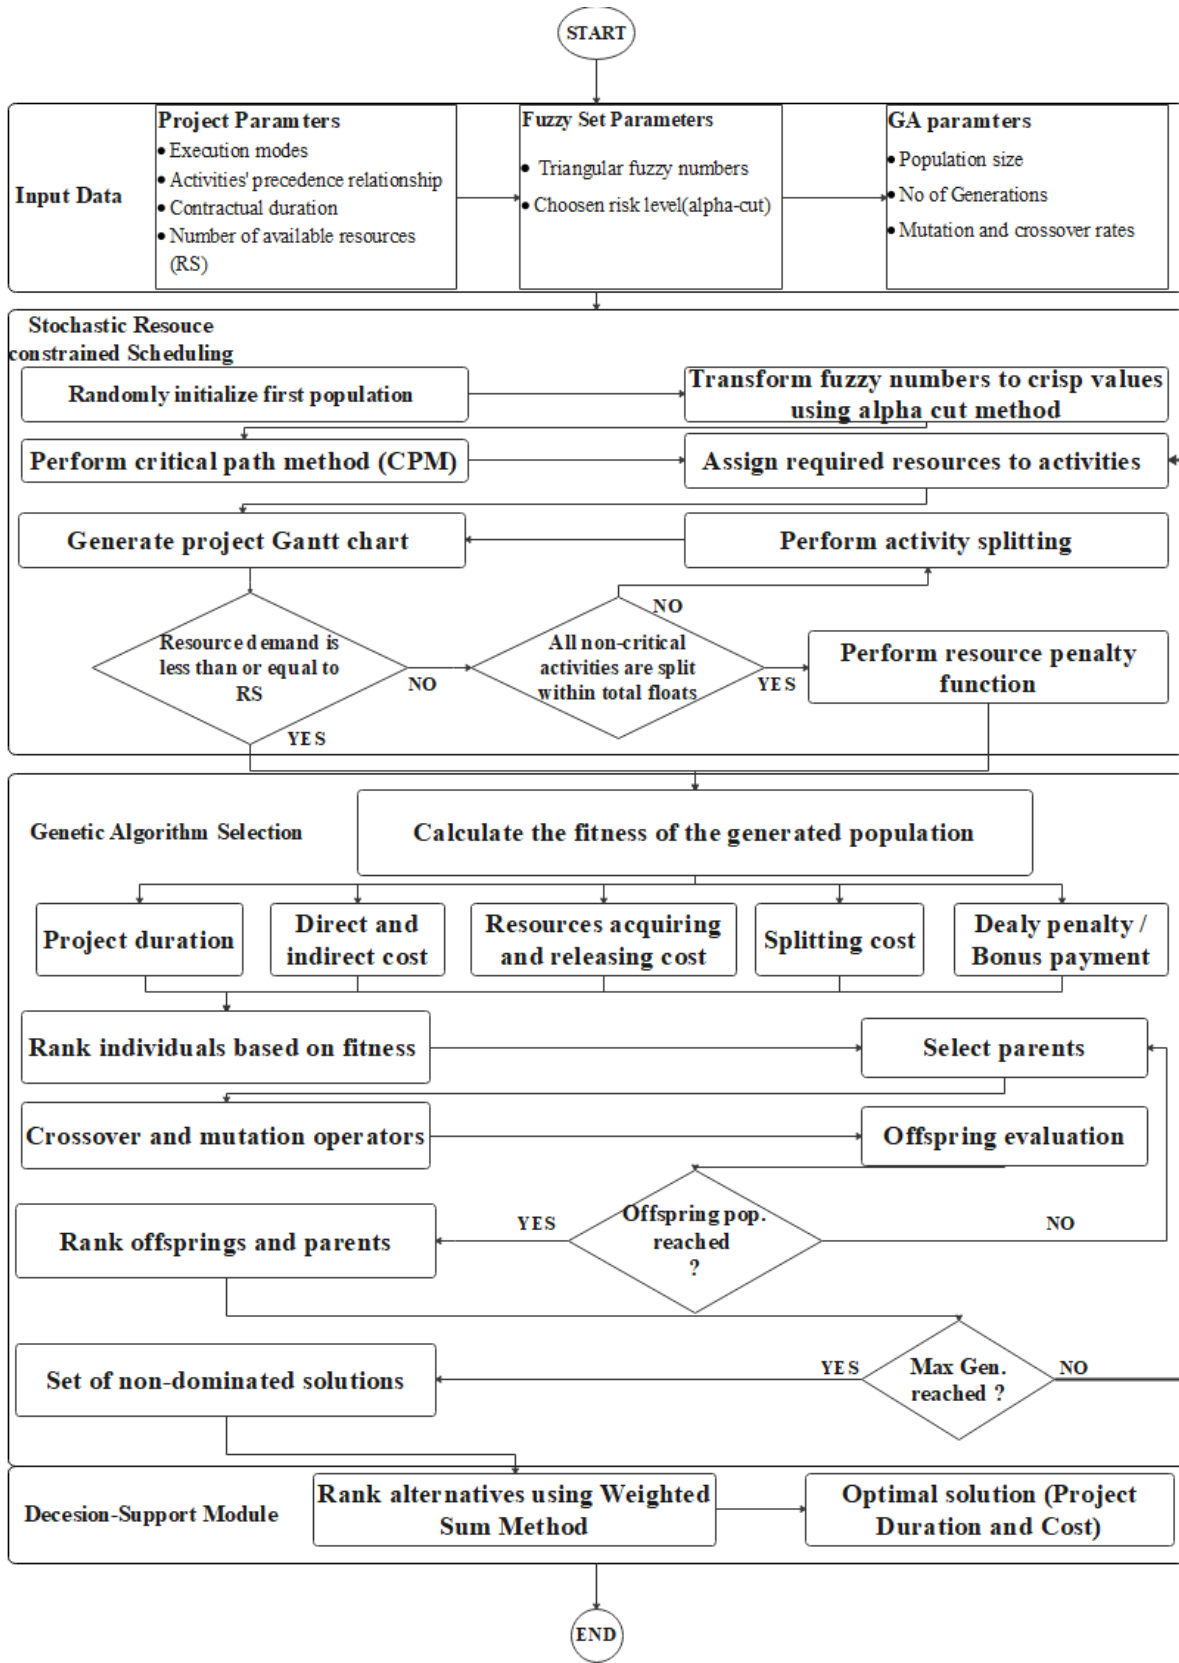 START
Project Paramters
• Execution modes
• Activities' precedence relationship
• Contractual duration
• Number of available resources
(RS)
Fuzzy Set Parameters
• Triangular fuzzy numbers
• Choosen risk level(alpha-cut)
GA paramters
• Population size
• No of Generations
• Mutation and crossover rates
Input Data
Stochastic Resouce
constrained Scheduling
Randomly initialize first population
Transform fuzzy numbers to crisp values
using alpha cut method
Perform critical path method (CPM)
Assign required resources to activities
Generate project Gantt chart
Perform activity splitting
Resource demand is
less than or equal to
RS
NO
YES
All non-critical
activities are split
within total floats
NO
YES
Perform resource penalty
function
Genetic Algorithm Selection
Calculate the fitness of the generated population
Project duration
Direct and
indirect cost
Resources acquiring
and releasing cost
Splitting cost
Dealy penalty /
Bonus payment
Rank individuals based on fitness
Select parents
Crossover and mutation operators
Offspring evaluation
Offspring pop.
reached
?
YES
NO
Rank offsprings and parents
Max Gen.
reached ?
YES
NO
Set of non-dominated solutions
Decesion-Support Module
Rank alternatives using Weighted
Sum Method
Optimal solution (Project
Duration and Cost)
END